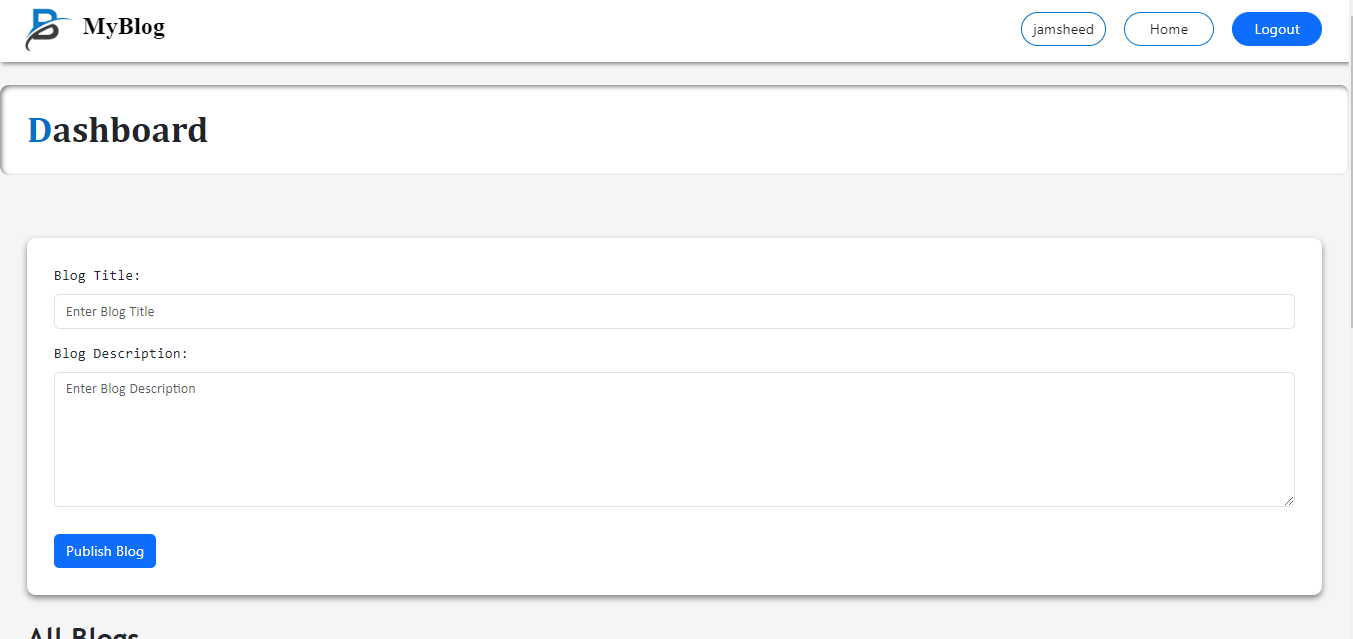 MyBlog
jamsheed
Home
Logout
Dashboard
Blog Title:
Enter Blog Title
Blog Description:
Enter Blog Description
Publish Blog
All Blogs